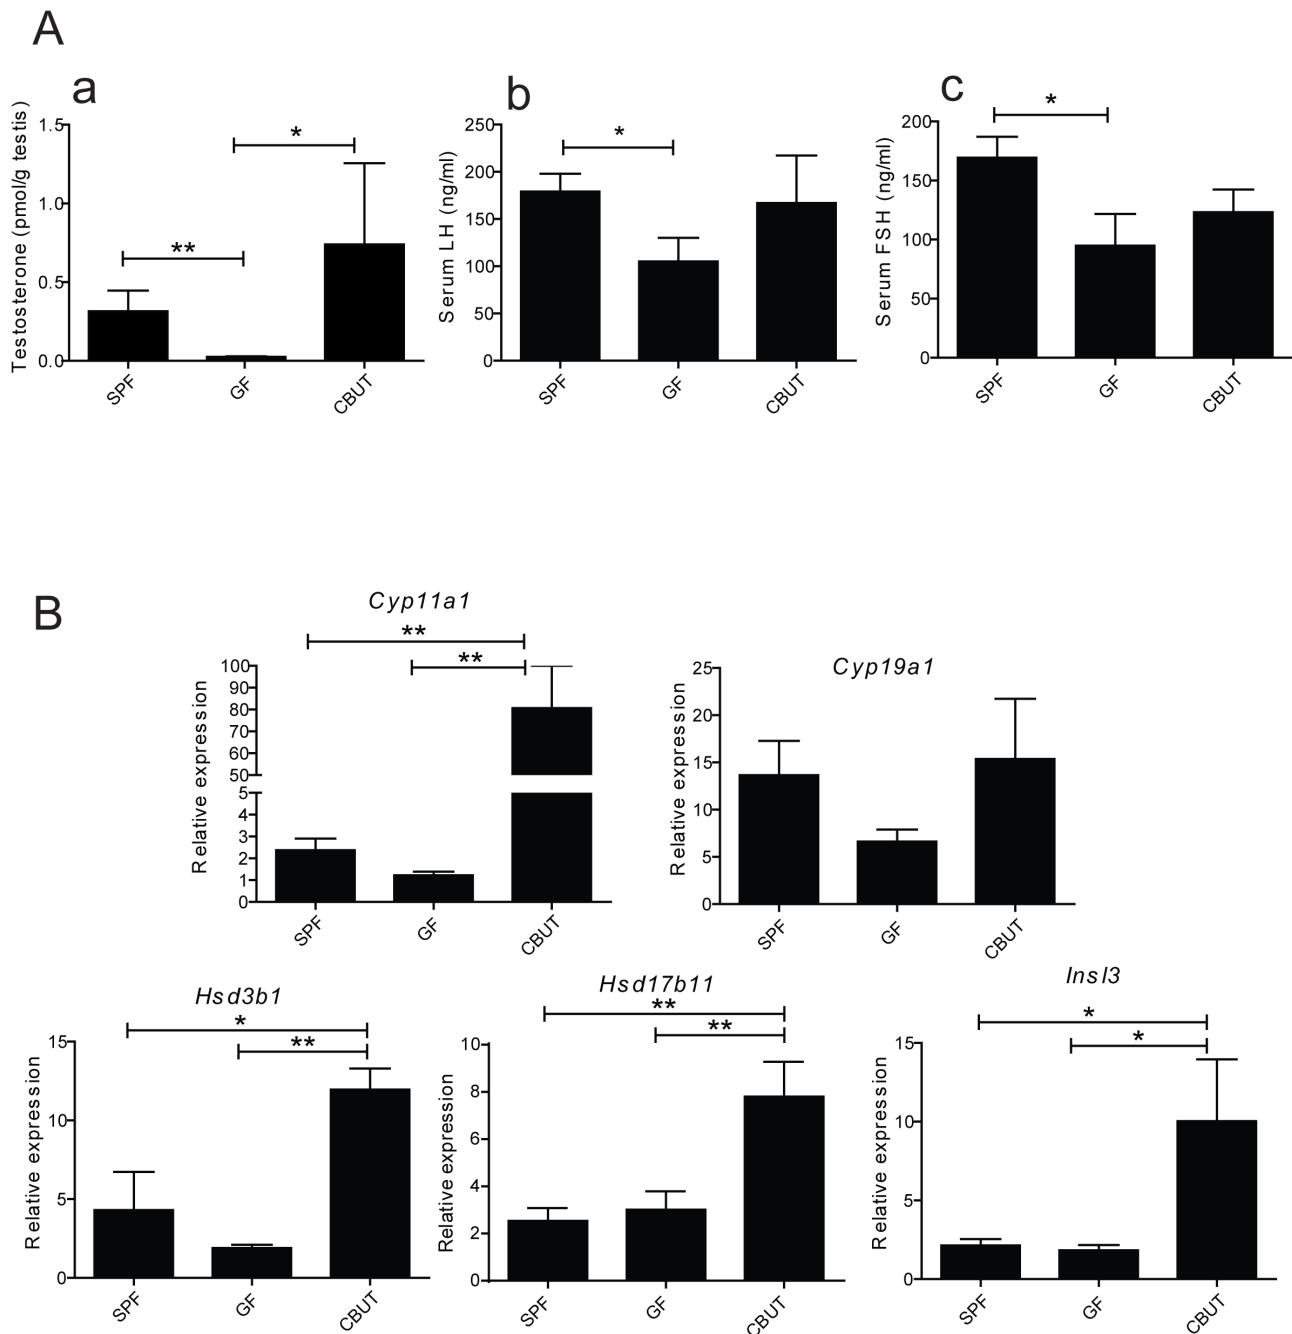 A
a
Testosterone (pmol/g testis)
1.5
1.0
0.5
0.0
*
**
SPF
GF
CBUT
b
Serum LH (ng/ml)
250
200
150
100
50
0
*
SPF
GF
CBUT
c
Serum FSH (ng/ml)
200
150
100
50
0
*
SPF
GF
CBUT
B
Cyp11a1
**
**
Relative expression
100
90
80
70
60
50
5
4
3
2
1
0
SPF
GF
CBUT
Cyp19a1
Relative expression
25
20
15
10
5
0
SPF
GF
CBUT
Hsd3b1
*
**
Relative expression
15
10
5
0
SPF
GF
CBUT
Hsd17b11
**
**
Relative expression
10
8
6
4
2
0
SPF
GF
CBUT
Insl3
*
*
Relative expression
15
10
5
0
SPF
GF
CBUT